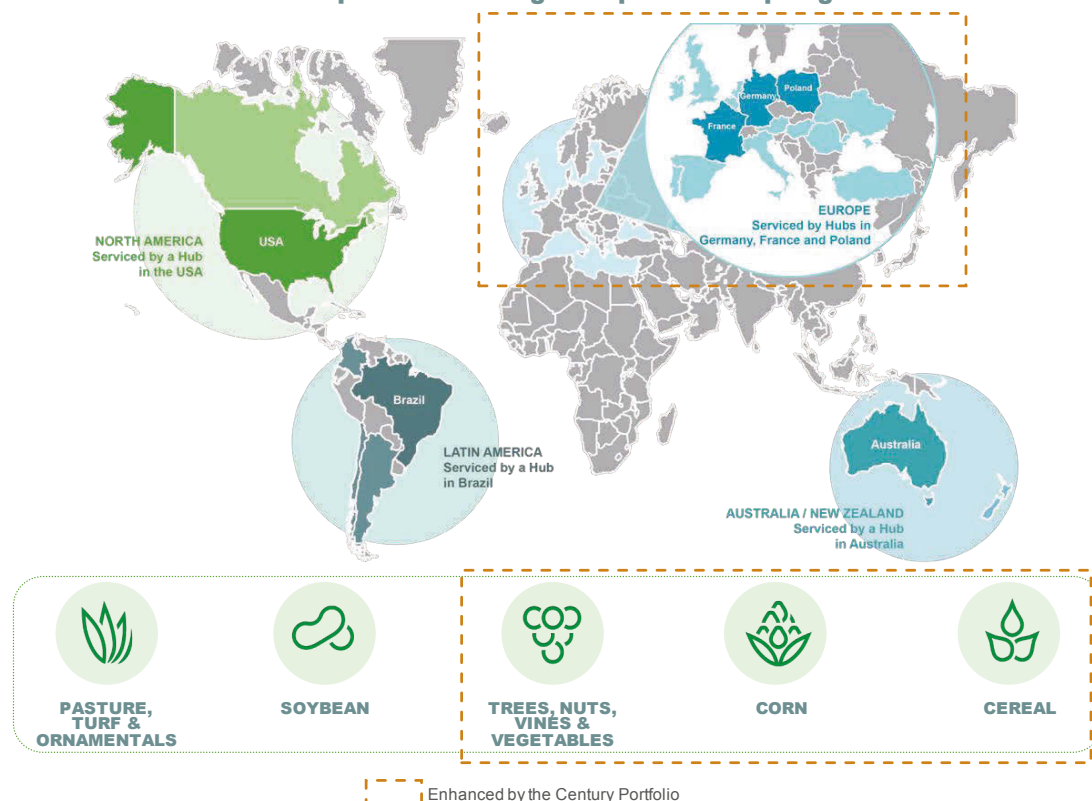 USA
NORTH AMERICA
Serviced by a Hub
in the USA
Germany
Poland
France
EUROPE
Serviced by Hubs in
Germany, France and Poland
Brazil
LATIN AMERICA
Serviced by a Hub
in Brazil
Australia
AUSTRALIA / NEW ZEALAND
Serviced by a Hub
in Australia
PASTURE,
TURF &
ORNAMENTALS
SOYBEAN
TREES, NUTS,
VINES &
VEGETABLES
CORN
CEREAL
Enhanced by the Century Portfolio